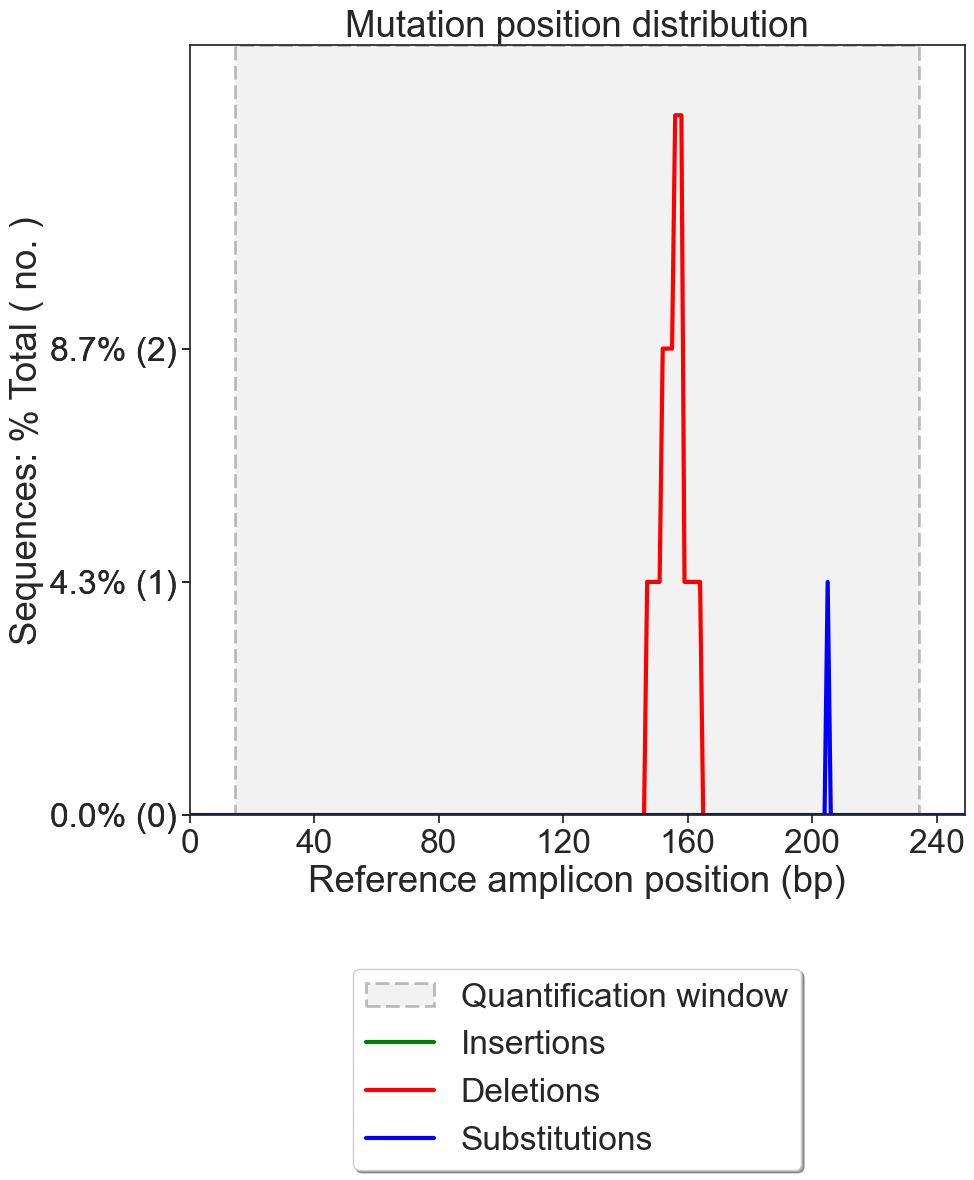 Mutation position distribution
Sequences: % Total ( no. )
8.7% (2)
4.3% (1)
0.0% (0)
0 40 80 120 160 200 240
Reference amplicon position (bp)
Quantification window
Insertions
Deletions
Substitutions